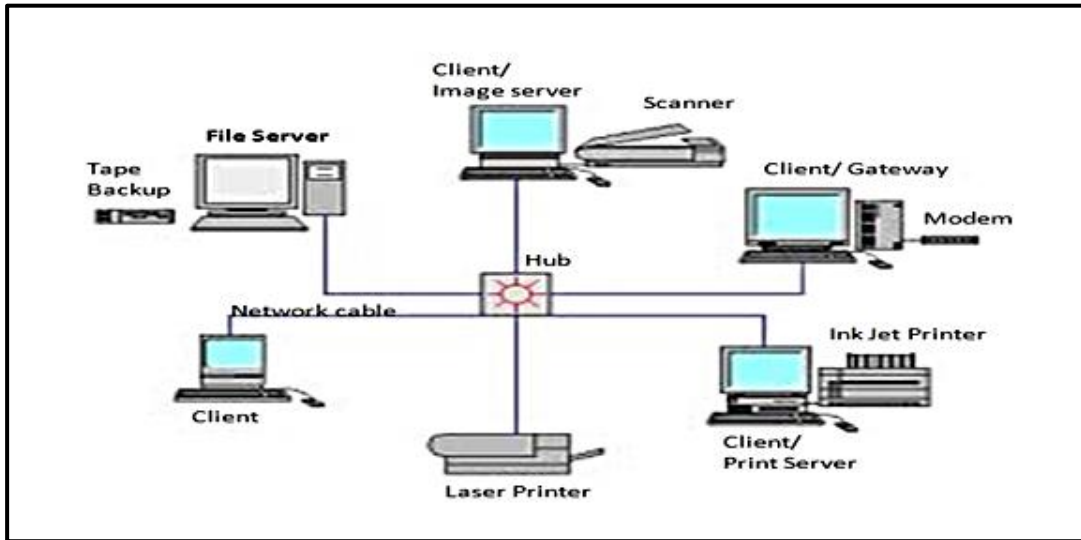 Client/
Image server
Scanner
File Server
Tape
Backup
Client/ Gateway
Modem
Hub
Network cable
Ink Jet Printer
Client
Client/
Print Server
Laser Printer